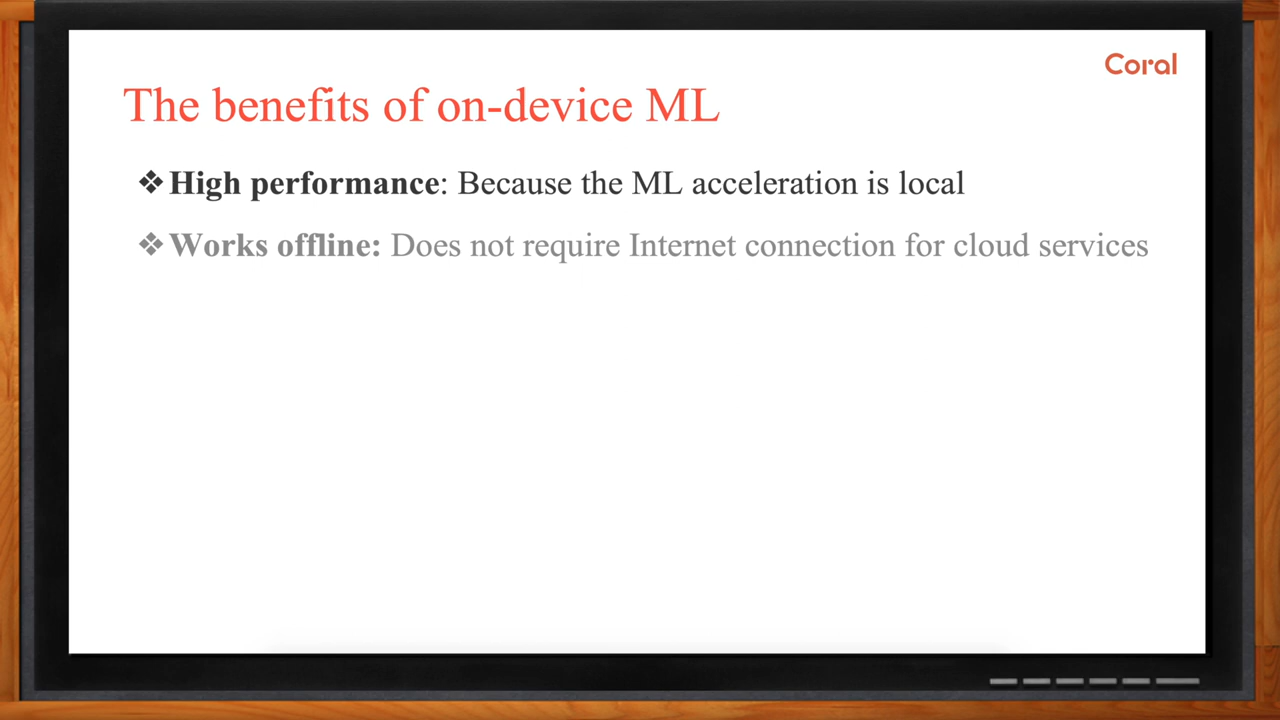 Coral
The benefits of on-device ML
❖ High performance: Because the ML acceleration is local
❖ Works offline: Does not require Internet connection for cloud services